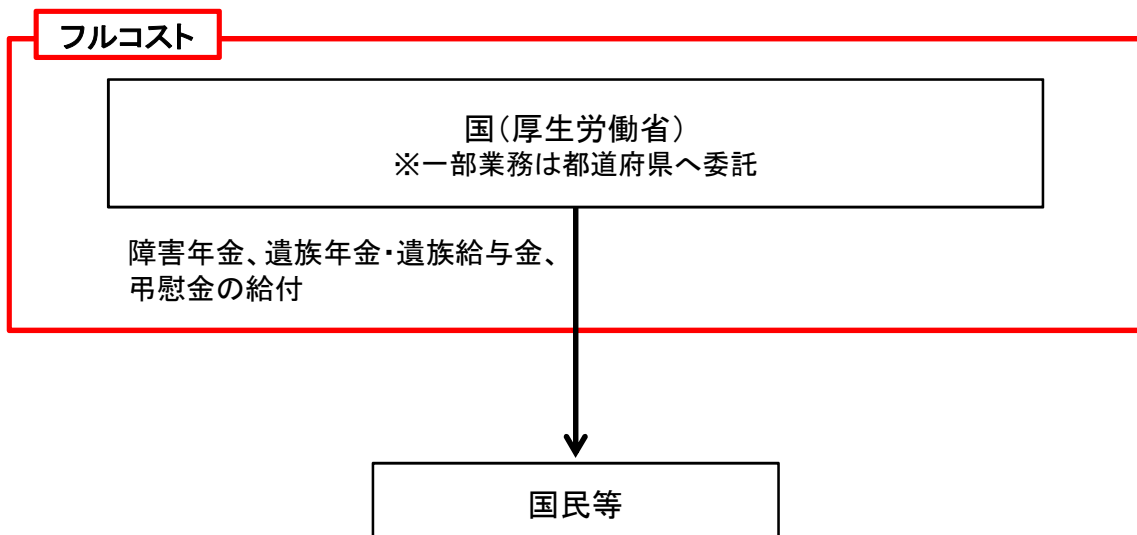 フルコスト
国(厚生労働省)
※一部業務は都道府県へ委託
障害年金、遺族年金・遺族給与金、
弔慰金の給付
国民等